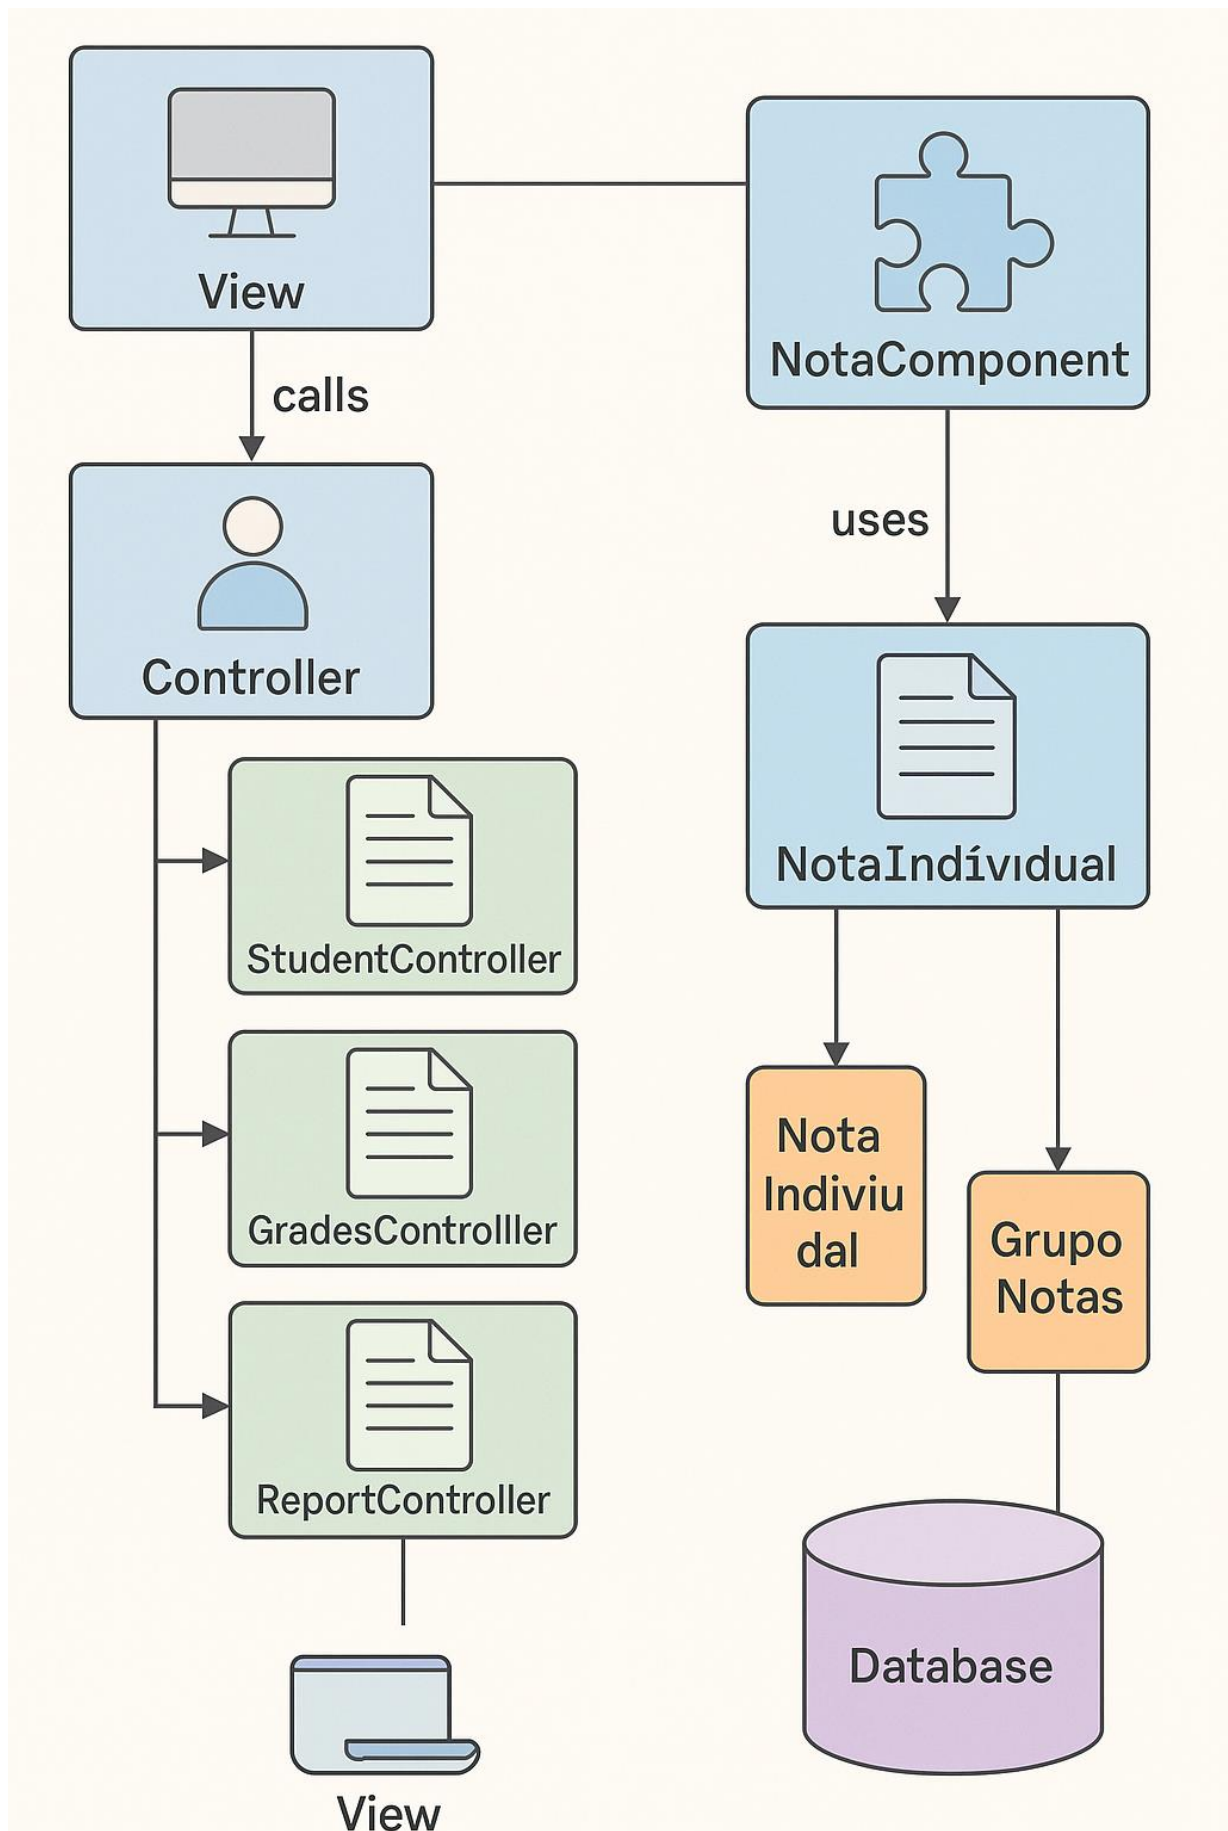 View
calls
Controller
StudentController
GradesControlller
ReportController
View
NotaComponent
uses
NotaIndívıdual
Nota
Indiviu
dal
Grupo
Notas
Database